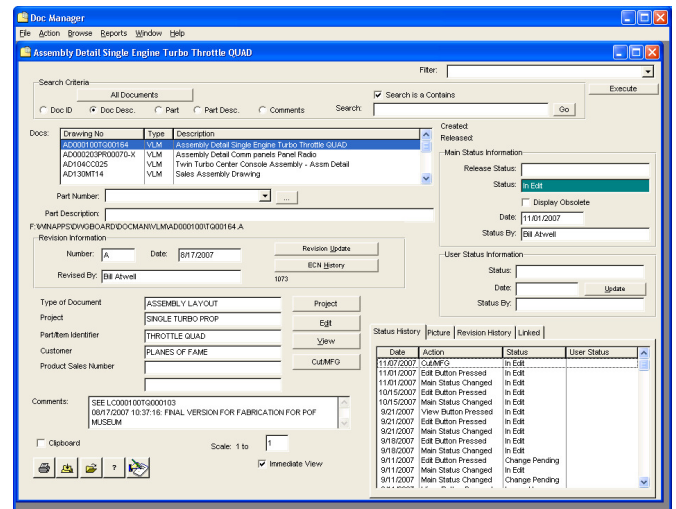 Doc Manager
File Action Browse Reports Window Help
Assembly Detail Single Engine Turbo Throttle QUAD
Filter:
Search Criteria
All Documents
Search is a Contains
Execute
Doc ID Doc Desc. Part Part Desc. Comments Search: Go
Docs:
Drawing No Type Description
AD000100TQ00164 VLM Assembly Detail Single Engine Turbo Throttle QUAD
AD000203PR00070-X VLM Assembly Detail Comm panels Panel Radio
AD104CC025 VLM Twin Turbo Center Console Assembly - Assm Detail
AD130MT14 VLM Sales Assembly Drawing
Part Number: ...
Part Description:
F:\WINAPPS\DWGBOARD\DOCMAN\VLM\AD000100\TQ00164.A
Created:
Released:
Main Status Information
Release Status:
Status: In Edit
Display Obsolete
Date: 11/01/2007
Status By: Bill Atwell
Revision Information
Number: A Date: 8/17/2007 Revision Update
ECN History
Revised By: Bill Atwell 1073
User Status Information
Status:
Date: Update
Status By:
Type of Document ASSEMBLY LAYOUT Project
Project SINGLE TURBO PROP
Edit
Part/Item Identifier THROTTLE QUAD View
Customer PLANES OF FAME
Product Sales Number Cut/MFG
Comments: SEE LC000100TQ000103
08/17/2007 10:37:16: FINAL VERSION FOR FABRICATION FOR POF
MUSEUM
Clipboard Scale: 1 to 1
? Immediate View
Status History Picture Revision History Linked
Date Action Status User Status
11/07/2007 Cut/MFG In Edit
11/01/2007 Edit Button Pressed In Edit
11/01/2007 Main Status Changed In Edit
10/15/2007 Edit Button Pressed In Edit
10/15/2007 Main Status Changed In Edit
9/21/2007 View Button Pressed In Edit
9/21/2007 Edit Button Pressed In Edit
9/21/2007 Main Status Changed In Edit
9/18/2007 Edit Button Pressed In Edit
9/18/2007 Main Status Changed In Edit
9/11/2007 Edit Button Pressed Change Pending
9/11/2007 Main Status Changed In Edit
9/11/2007 Main Status Changed Change Pending